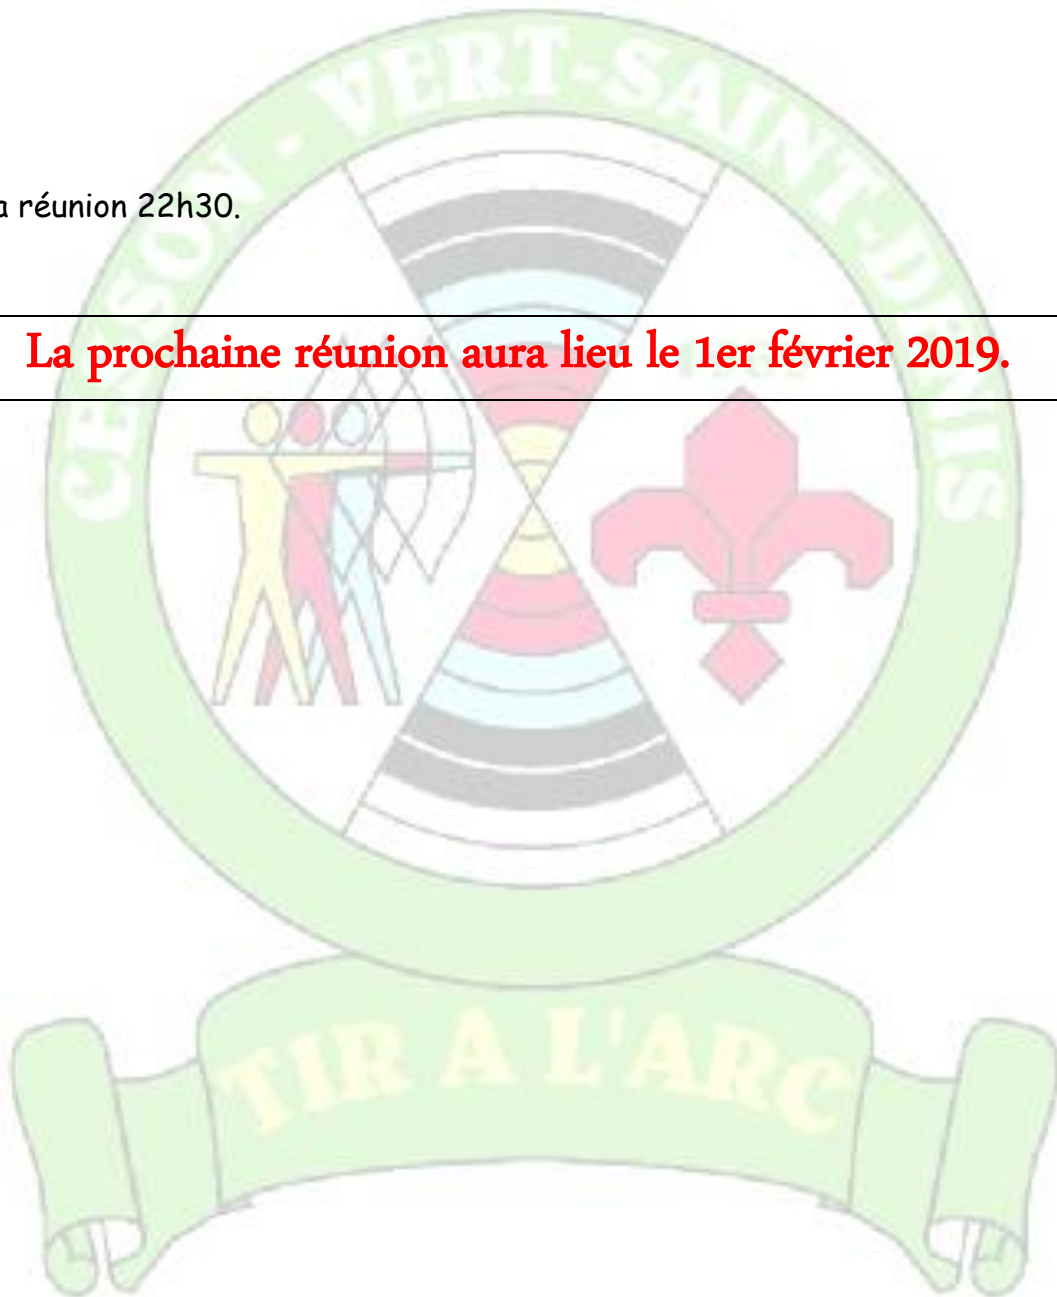 CESSON - VERT-SAINT-DENIS
a réunion 22h30.
La prochaine réunion aura lieu le 1er février 2019.
TIR A L'ARC